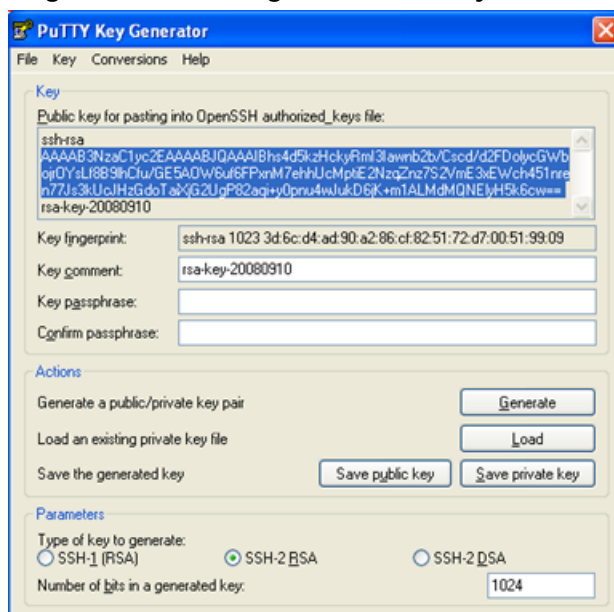 PuTTY Key Generator
File Key Conversions Help
Key
Public key for pasting into OpenSSH authorized_keys file:
ssh-rsa
rsa-key-20080910
Key fingerprint: ssh-rsa 1023 3d:6c:d4:ad:90:a2:86:cf:82:51:72:d7:00:51:99:09
Key comment: rsa-key-20080910
Key passphrase:
Confirm passphrase:
Actions
Generate a public/private key pair Generate
Load an existing private key file Load
Save the generated key Save public key Save private key
Parameters
Type of key to generate:
SSH-1 (RSA) SSH-2 RSA SSH-2 DSA
Number of bits in a generated key: 1024